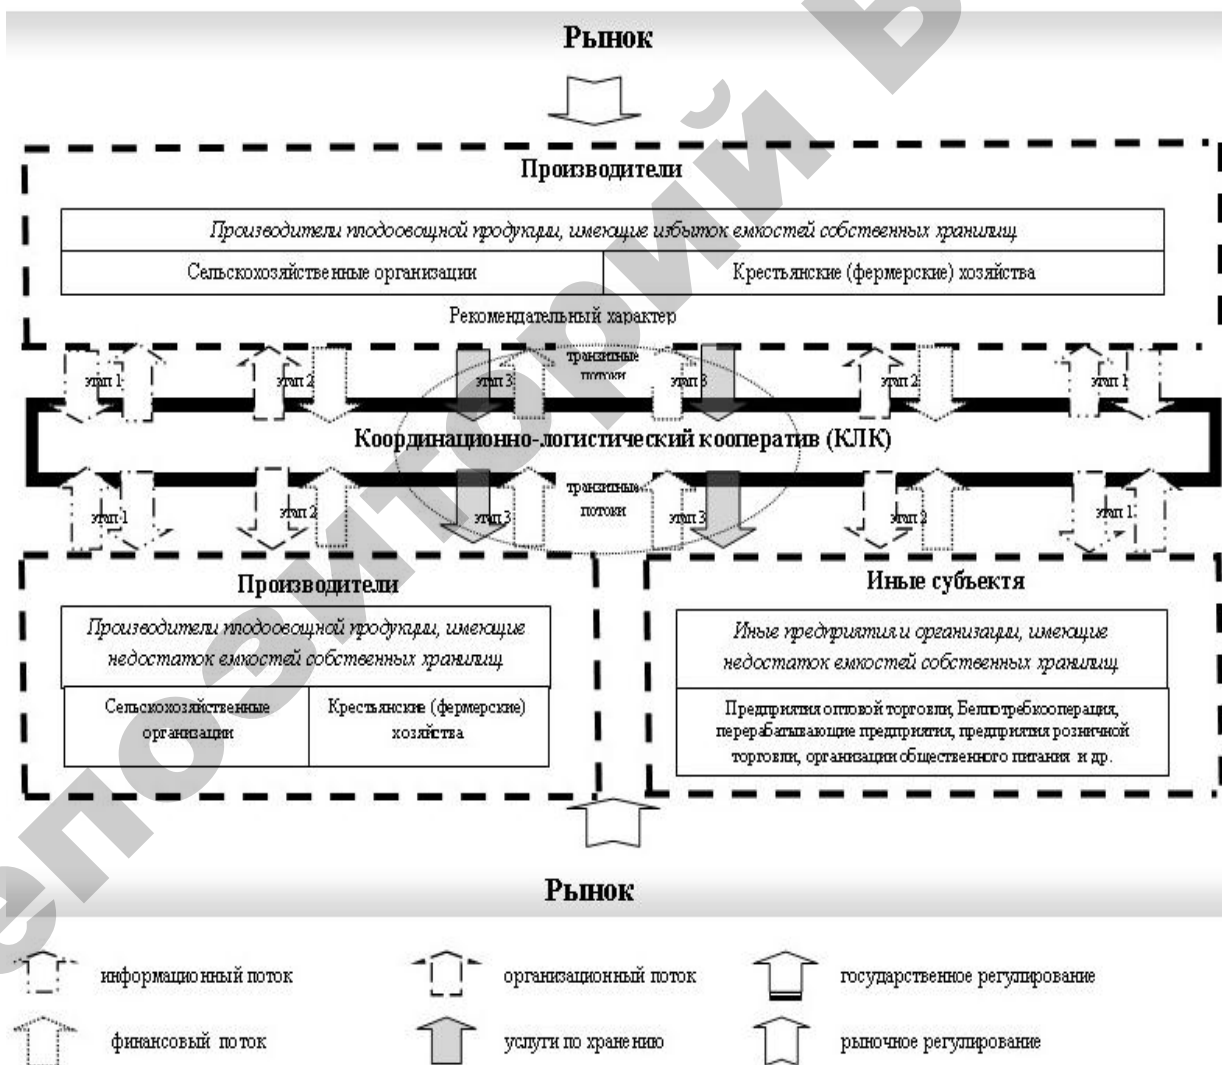 Рынок
Производители
Производители плодоовощной продукции, имеющие избыток емкостей собственных хранилищ
Сельскохозяйственные организации
Крестьянские (фермерские) хозяйства
Рекомендательный характер
транзитные
потоки
этап 1
этап 2
этап 3
этап 3
этап 2
этап 1
Координационно-логистический кооператив (КЛК)
транзитные
потоки
этап 1
этап 2
этап 3
этап 3
этап 2
этап 1
Производители
Производители плодоовощной продукции, имеющие
недостаток емкостей собственных хранилищ
Сельскохозяйственные
организации
Крестьянские (фермерские)
хозяйства
Иные субъектя
Иные предприятия и организации, имеющие
недостаток емкостей собственных хранилищ
Предприятия оптовой торговли, Белпотребкооперация,
перерабатывающие предприятия, предприятия розничной
торговли, организации общественного питания и др.
Рынок
информационный поток
организационный поток
государственное регулирование
финансовый поток
услуги по хранению
рыночное регулирование